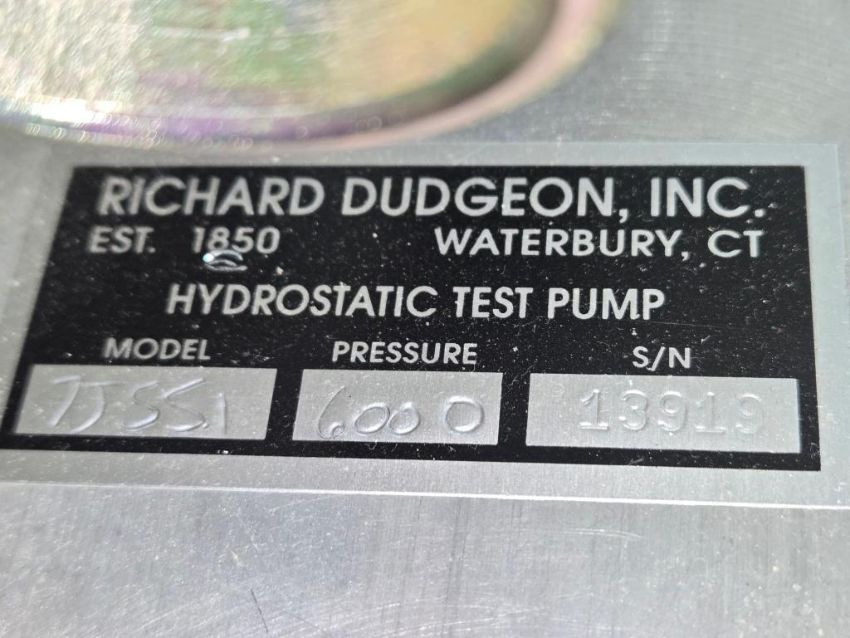 RICHARD DUDGEON, INC.
EST. 1850 WATERBURY, CT
HYDROSTATIC TEST PUMP
MODEL PRESSURE S/N
6000 13919